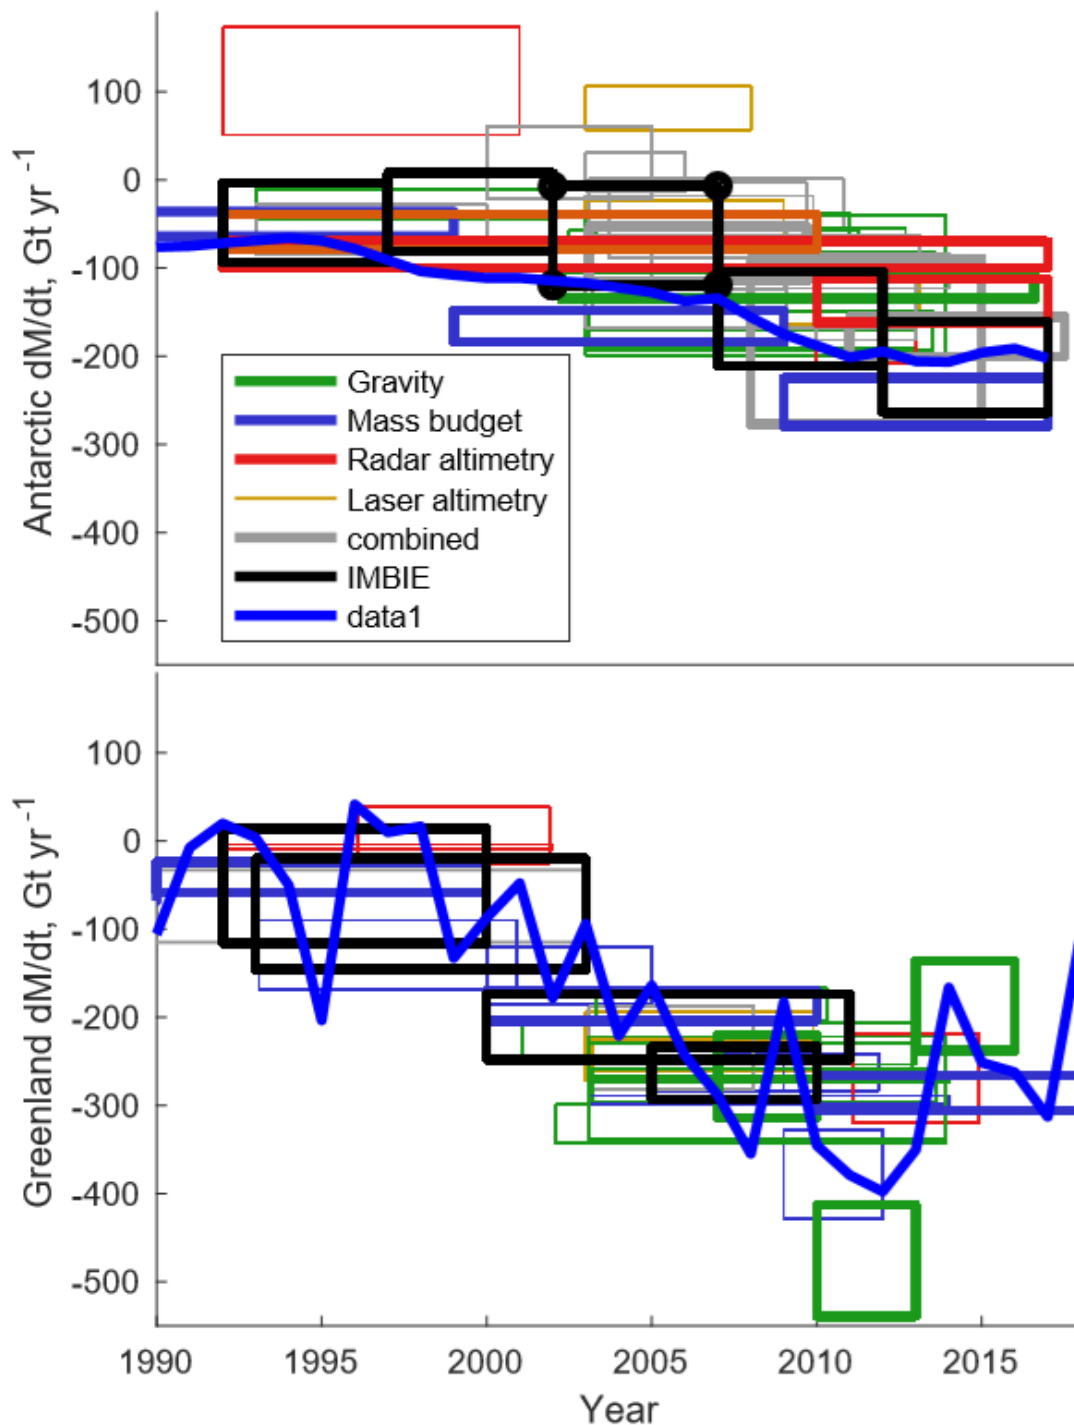 Antarctic dM/dt, Gt yr -1
100
0
-100
-200
-300
-400
-500
Gravity
Mass budget
Radar altimetry
Laser altimetry
combined
IMBIE
data1
Greenland dM/dt, Gt yr-1
100
0
-100
-200
-300
-400
-500
1990 1995 2000 2005 2010 2015
Year